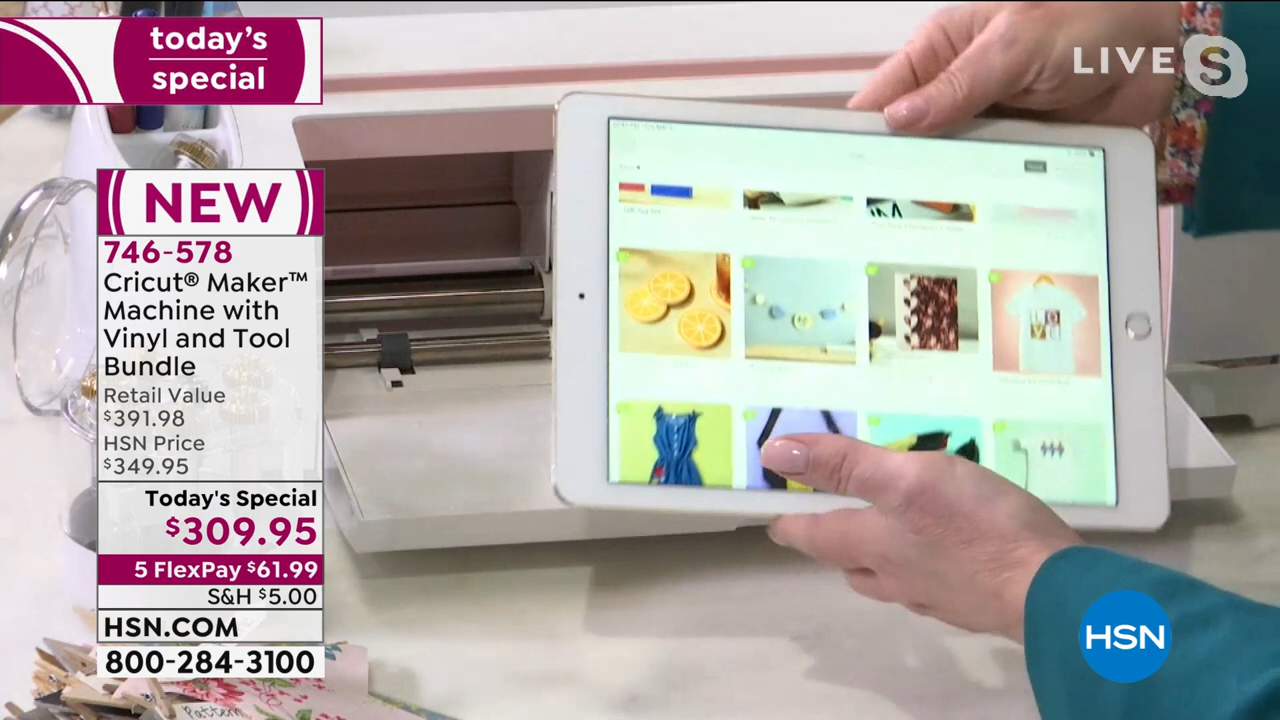 today's
special
LIVE S
NEW
746-578
Cricut® Maker™
Machine with
Vinyl and Tool
Bundle
Retail Value
$391.98
HSN Price
$349.95
Today's Special
$309.95
5 FlexPay $61.99
S&H $5.00
HSN.COM
800-284-3100
HSN
Pattern